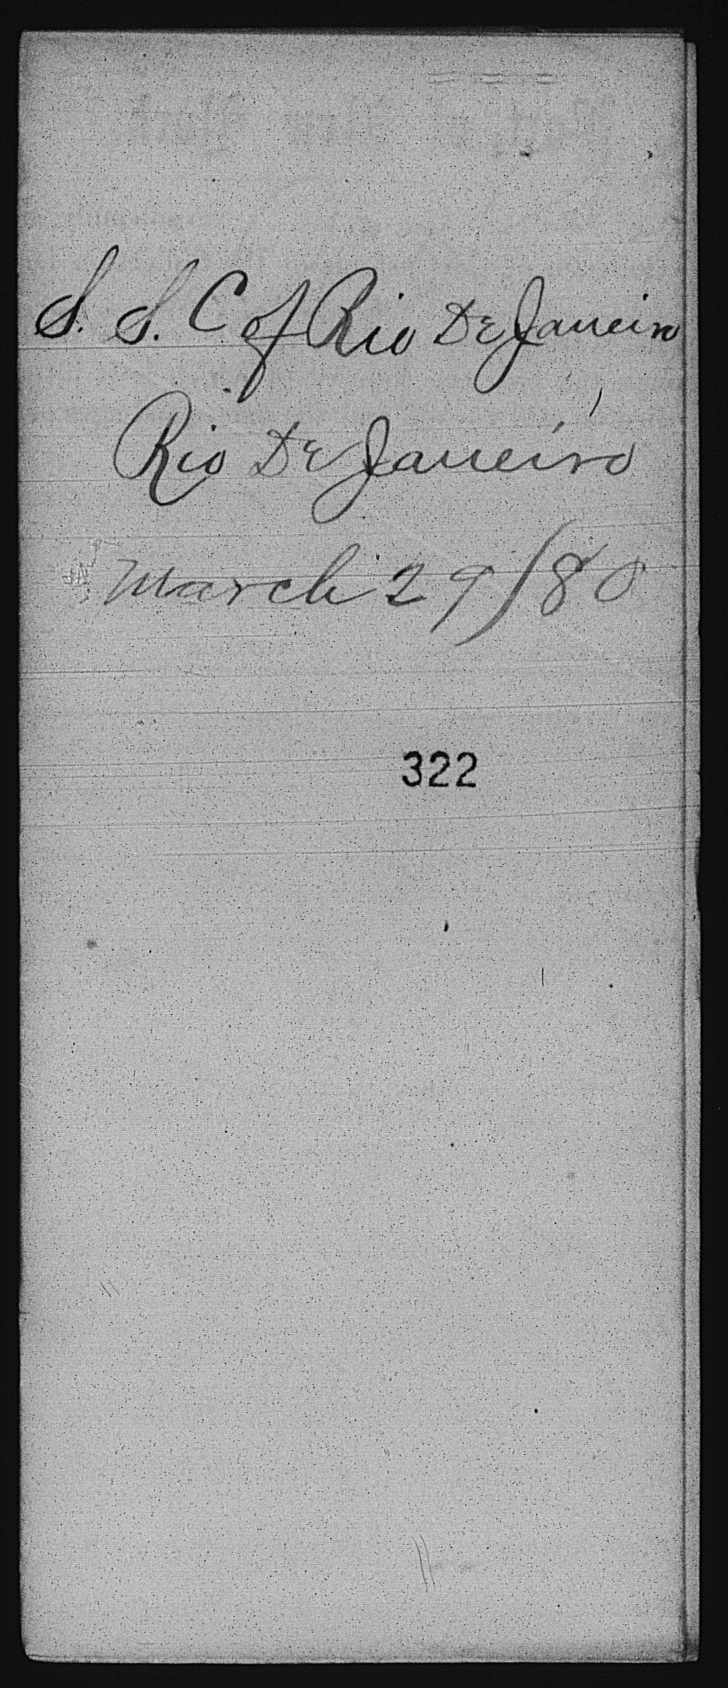 S. S. C of Rio De Janeiro
Rio De Janeiro
March 29/80
322